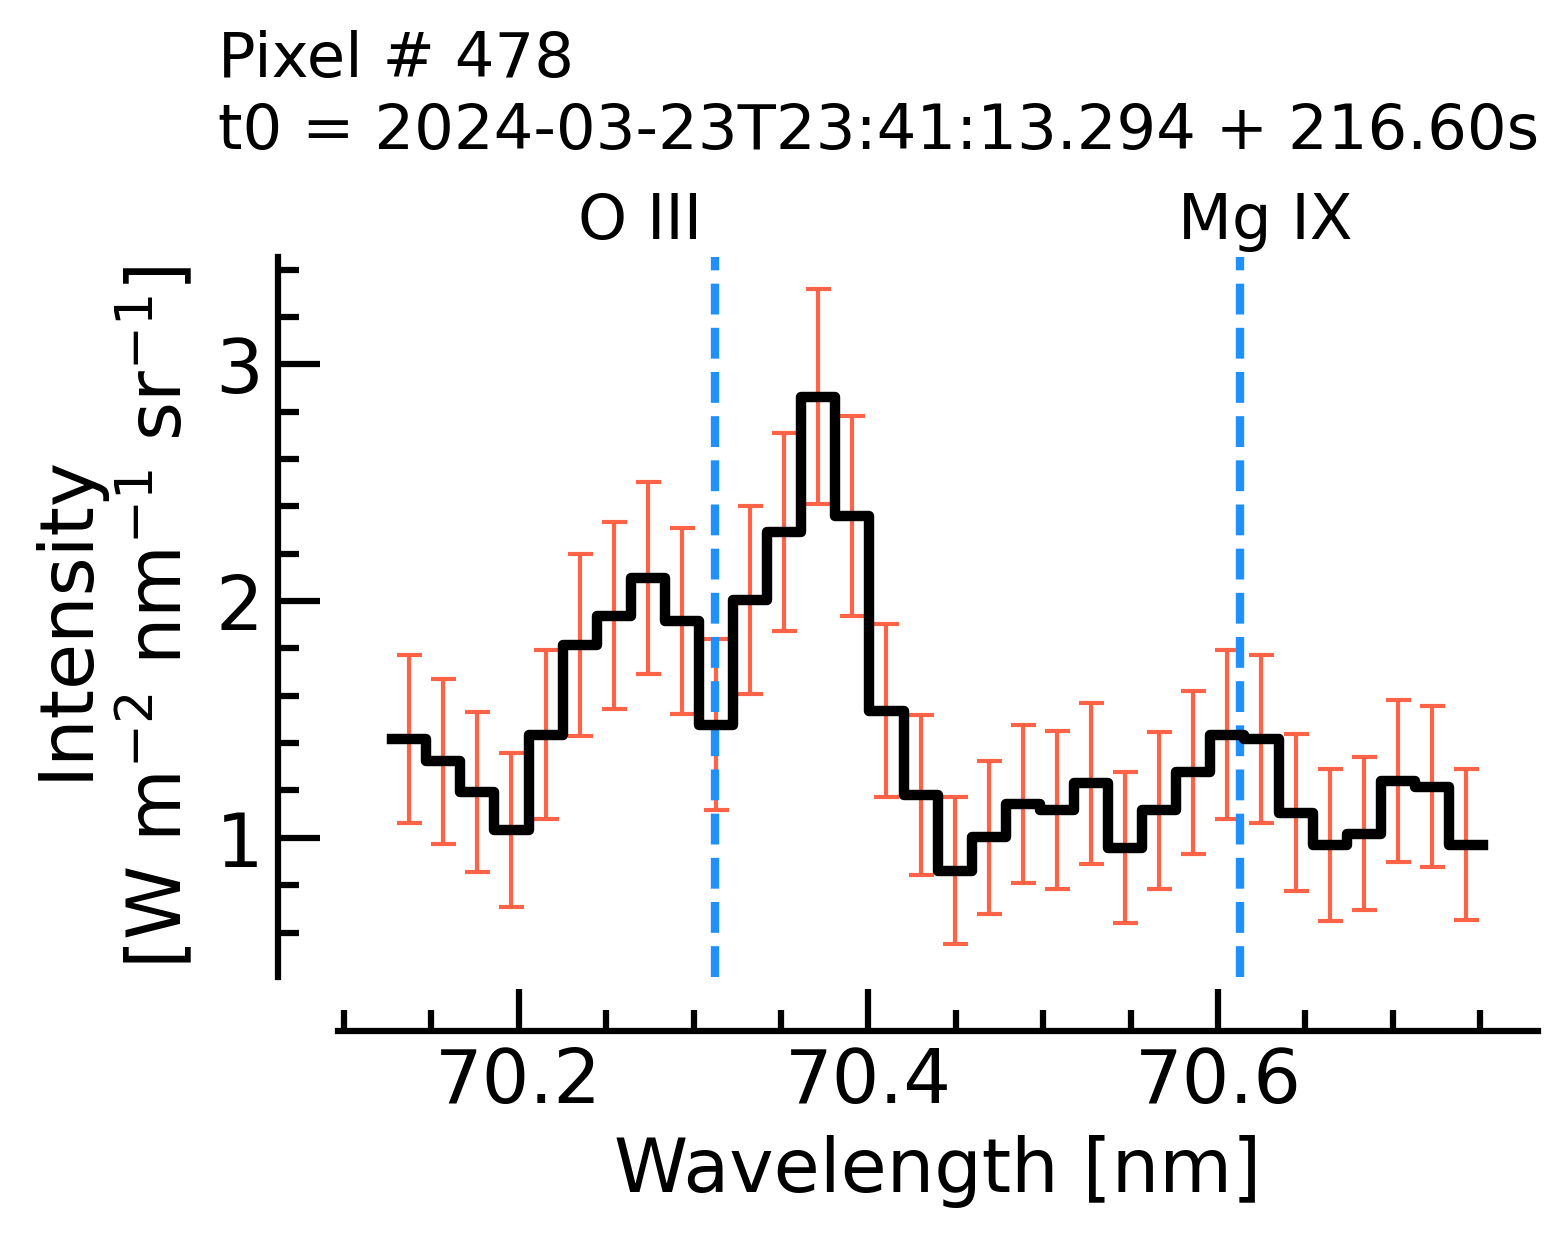 Pixel # 478
t0 = 2024-03-23T23:41:13.294 + 216.60s
O III
Mg IX
Intensity
[W m⁻² nm⁻¹ sr⁻¹]
3
2
1
70.2
70.4
70.6
Wavelength [nm]